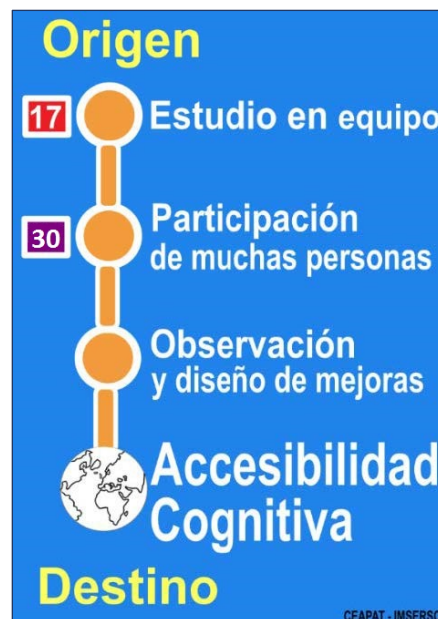 Origen
17 Estudio en equipo
Participación
30 de muchas personas
Observación
y diseño de mejoras
Accesibilidad
Cognitiva
Destino
CEAPAT - IMSERSO